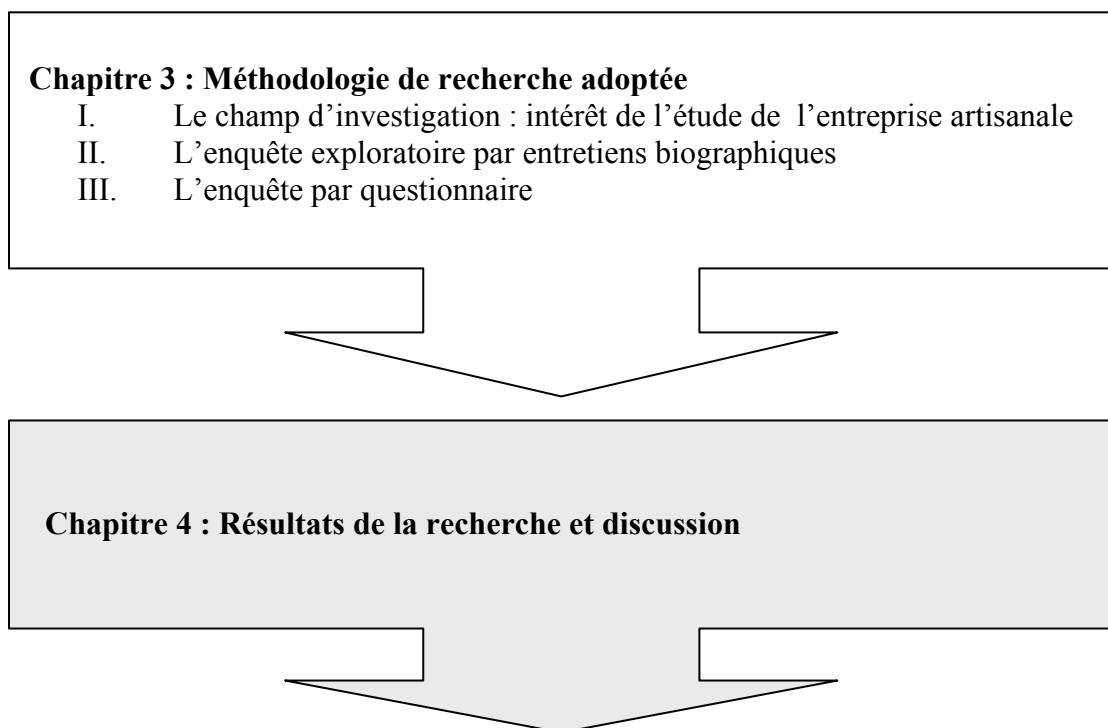 Chapitre 3 : Méthodologie de recherche adoptée
I. Le champ d’investigation : intérêt de l’étude de l’entreprise artisanale
II. L’enquête exploratoire par entretiens biographiques
III. L’enquête par questionnaire
Chapitre 4 : Résultats de la recherche et discussion